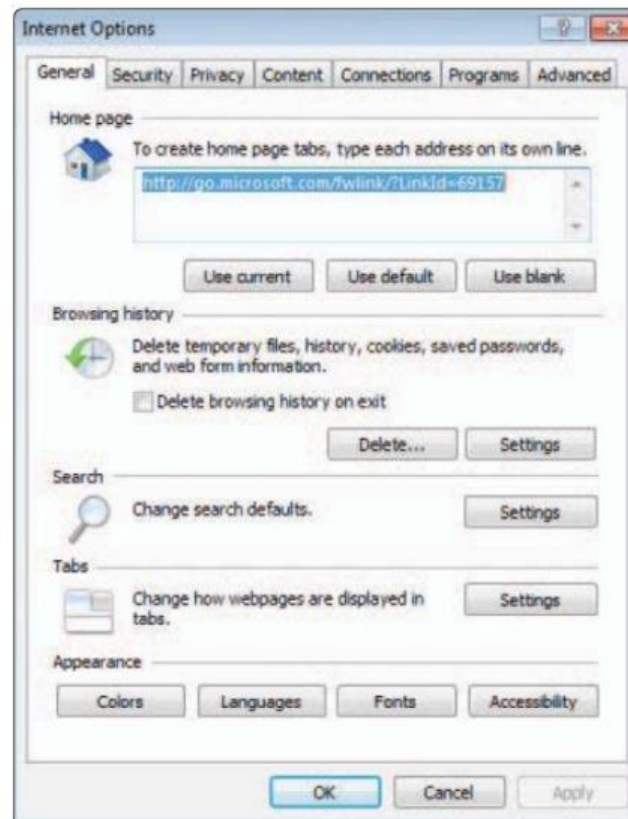 Internet Options
General Security Privacy Content Connections Programs Advanced
Home page
To create home page tabs, type each address on its own line.
http://go.microsoft.com/fwlink/?LinkId=69157
Use current Use default Use blank
Browsing history
Delete temporary files, history, cookies, saved passwords,
and web form information.
Delete browsing history on exit
Delete... Settings
Search
Change search defaults. Settings
Tabs
Change how webpages are displayed in
tabs.
Settings
Appearance
Colors Languages Fonts Accessibility
OK Cancel Apply